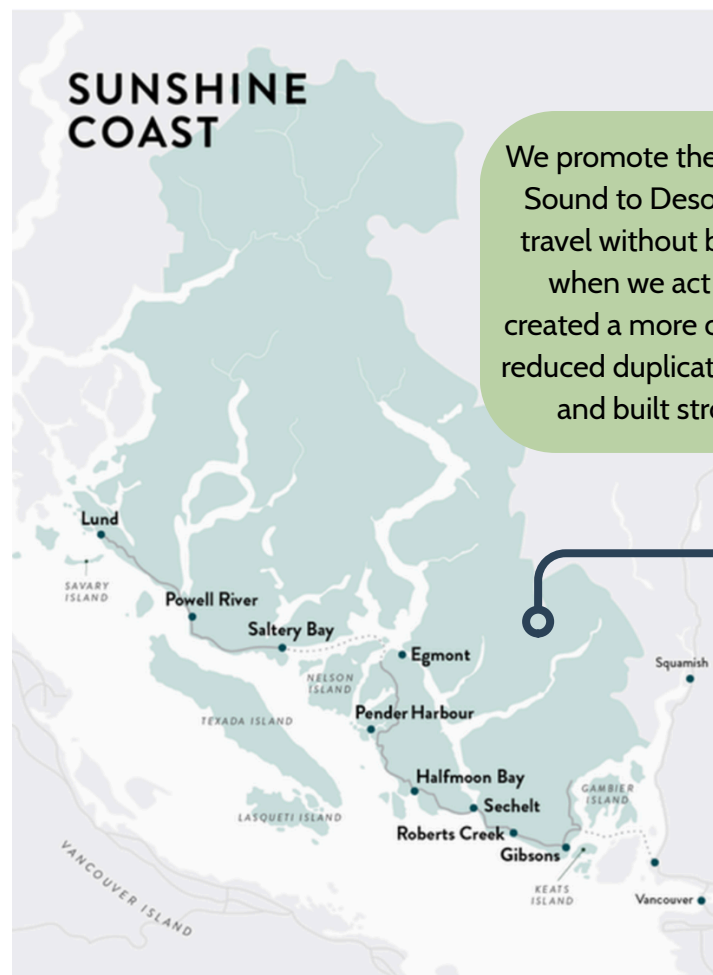 SUNSHINE
COAST
We promote the
Sound to Deso
travel without b
when we act
created a more c
reduced duplicat
and built stre
Lund
SAVARY
ISLAND
Powell River
Saltery Bay
Egmont
NELSON
ISLAND
Squamish
Pender Harbour
TEXADA ISLAND
Halfmoon Bay
GAMBIER
ISLAND
Sechelt
LASQUETI ISLAND
Roberts Creek
Gibsons
KEATS
ISLAND
VANCOUVER ISLAND
Vancouver